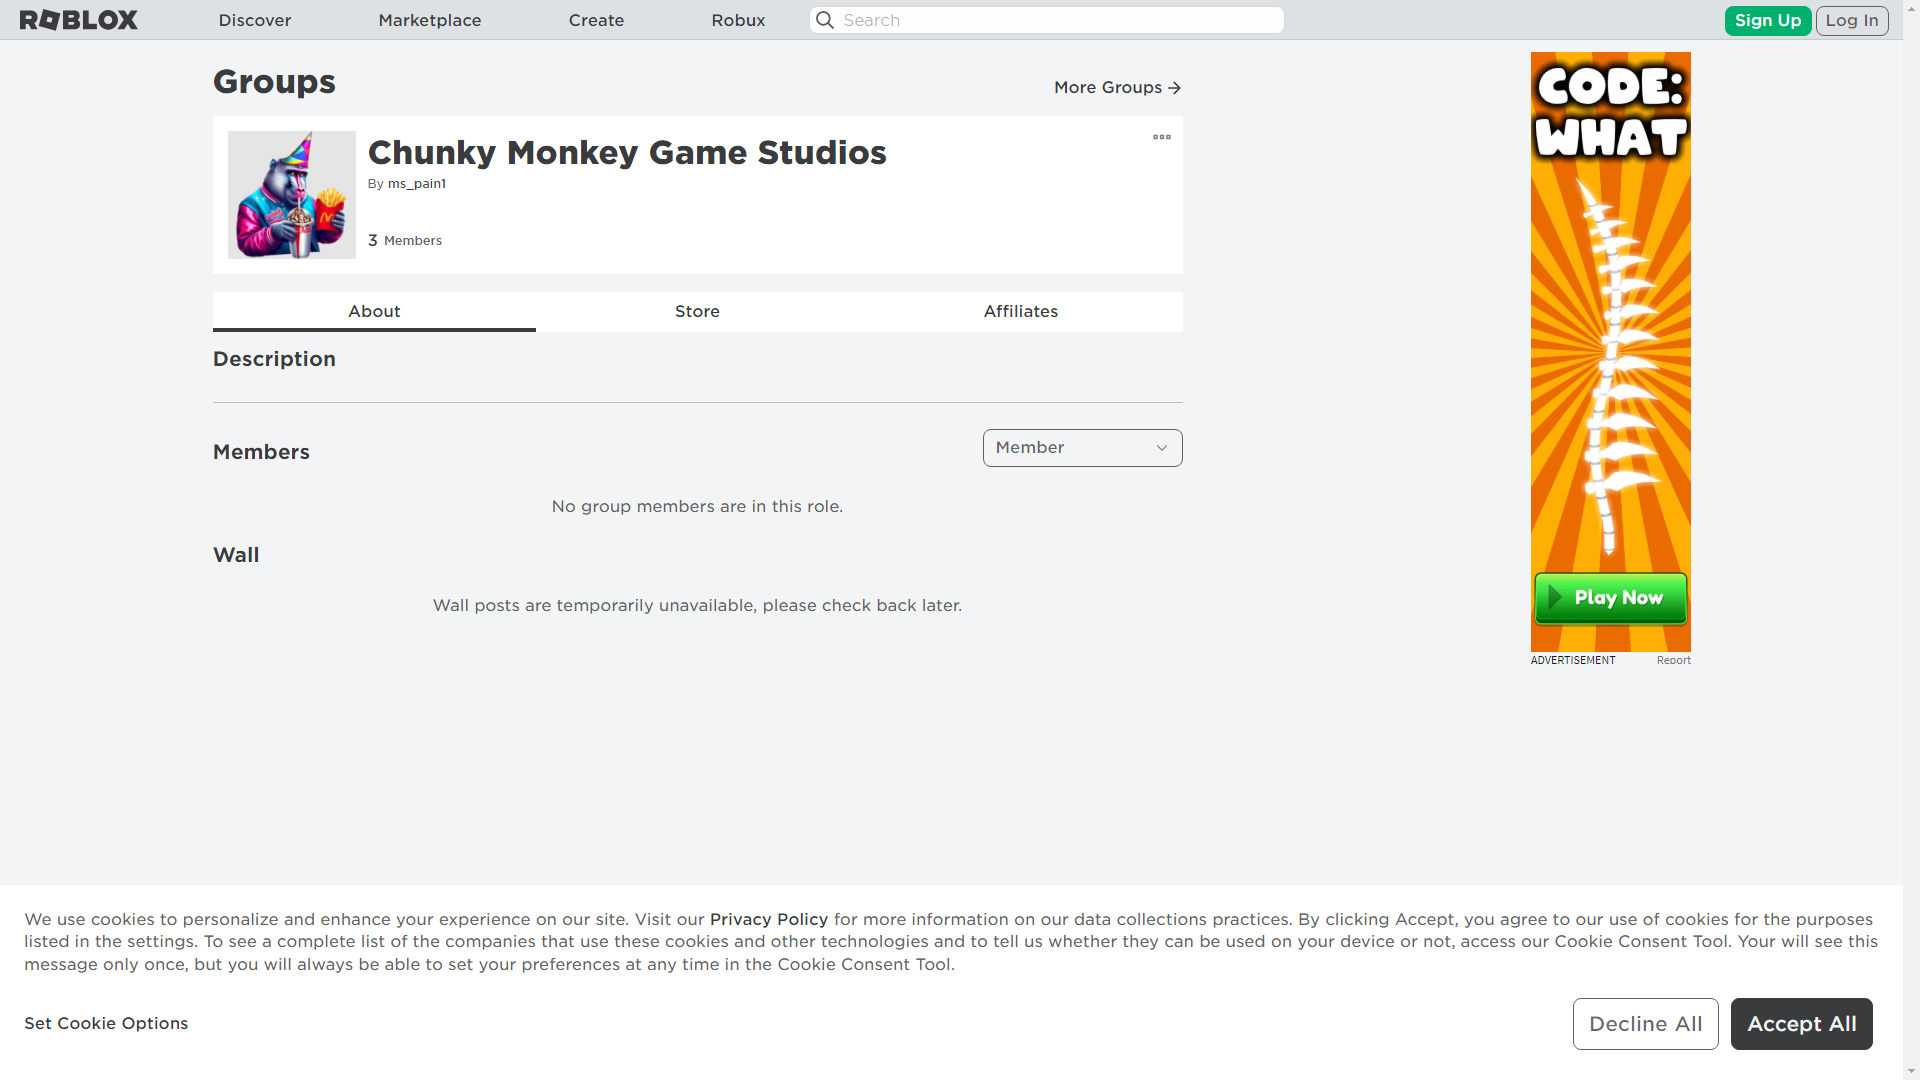 ROBLOX
Discover
Marketplace
Create
Robux
Search
Sign Up
Log In
Groups
More Groups
Chunky Monkey Game Studios
By ms_pain1
3 Members
About
Store
Affiliates
Description
Members
Member
No group members are in this role.
Wall
Wall posts are temporarily unavailable, please check back later.
CODE:
WHAT
Play Now
ADVERTISEMENT
Report
We use cookies to personalize and enhance your experience on our site. Visit our Privacy Policy for more information on our data collections practices. By clicking Accept, you agree to our use of cookies for the purposes
listed in the settings. To see a complete list of the companies that use these cookies and other technologies and to tell us whether they can be used on your device or not, access our Cookie Consent Tool. Your will see this
message only once, but you will always be able to set your preferences at any time in the Cookie Consent Tool.
Set Cookie Options
Decline All
Accept All